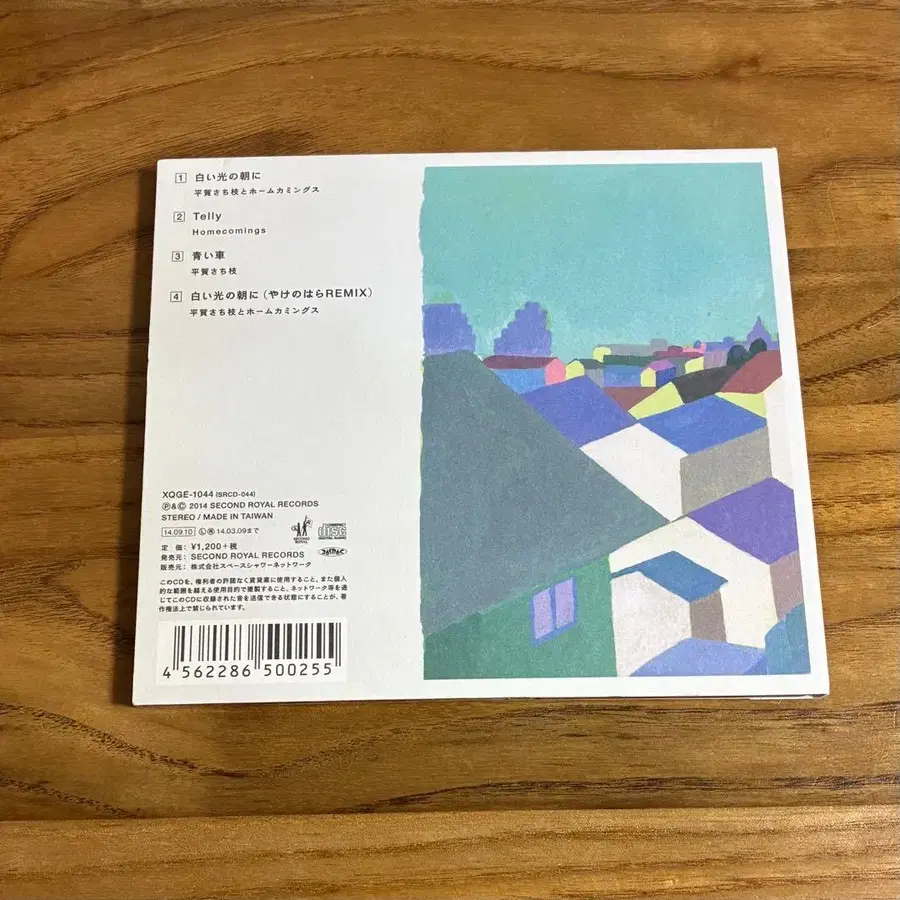 1 白い光の朝に
平賀さち枝とホームカミングス
2 Telly
Homecomings
3 青い車
平賀さち枝
4 白い光の朝に（やけのはらREMIX）
平賀さち枝とホームカミングス
XQGE-1044 (SRCD-044)
Ⓟ&Ⓒ 2014 SECOND ROYAL RECORDS
STEREO / MADE IN TAIWAN
14.09.10 Ⓛ 14.03.09まで
SECOND ROYAL
COMPACT disc DIGITAL AUDIO
定 価： ¥1,200+税
発売元： SECOND ROYAL RECORDS
販売元： 株式会社スペースシャワーネットワーク
このCDを、権利者の許諾なく賃貸業に使用すること、また個人
的な範囲を越える使用目的で複製すること、ネットワーク等を通
じてこのCDに収録された音を送信できる状態にすることが、著
作権法上で禁じられています。
4 562286 500255